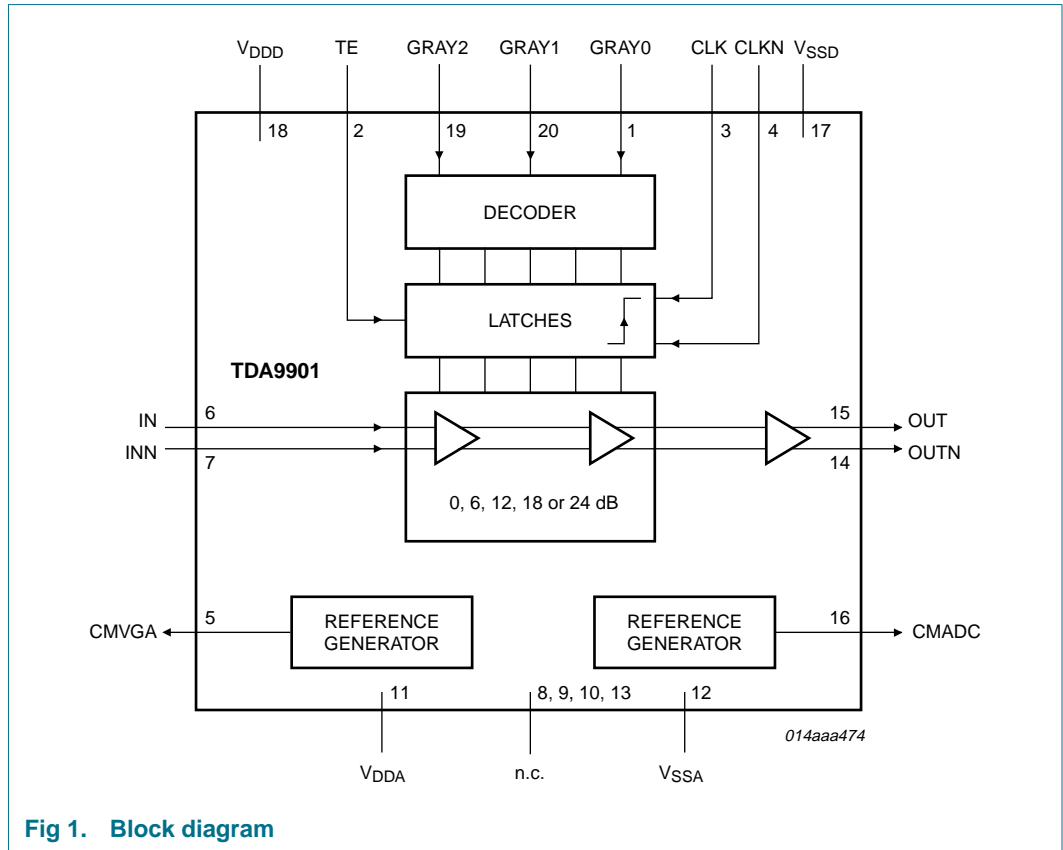 VDDD TE GRAY2 GRAY1 GRAY0 CLK CLKN VSSD
18 2 19 20 1 3 4 17
DECODER
LATCHES
TDA9901
IN 6 15 OUT
INN 7 14 OUTN
0, 6, 12, 18 or 24 dB
CMVGA 5 REFERENCE GENERATOR REFERENCE GENERATOR 16 CMADC
11 8, 9, 10, 13 12
014aaa474
VDDA n.c. VSSA
Fig 1. Block diagram